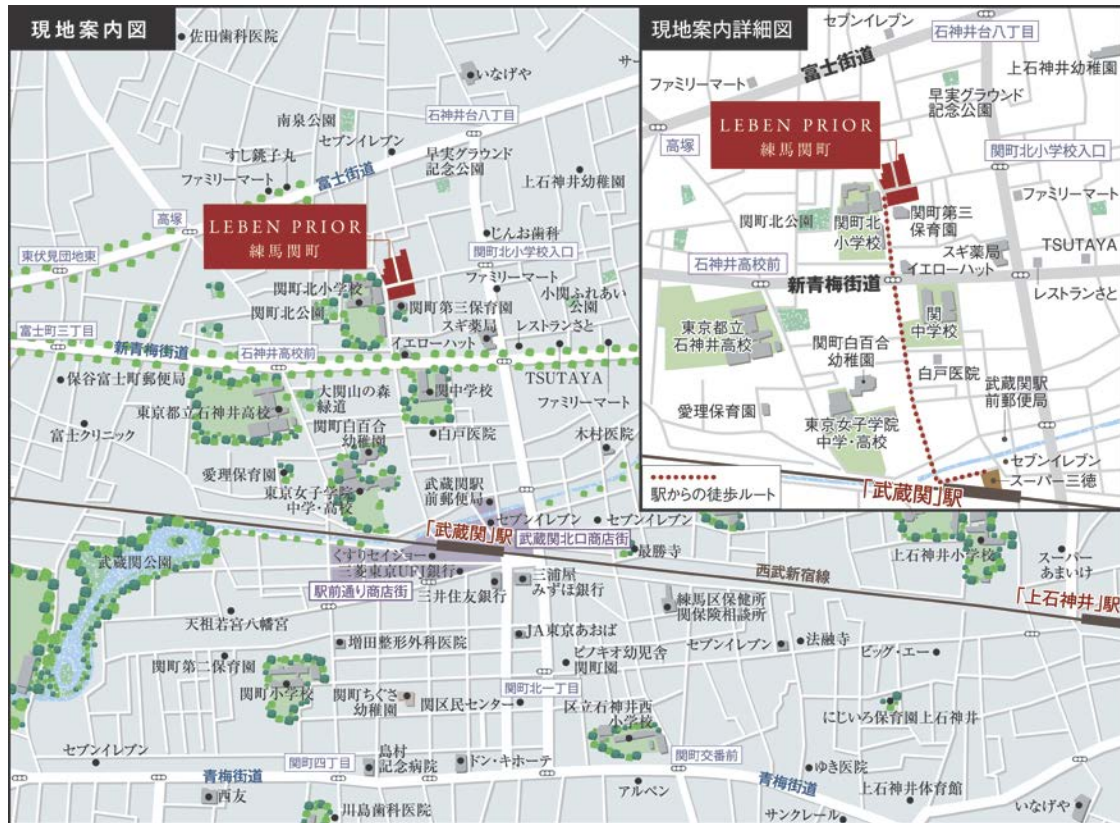 現地案内図
佐田歯科医院
いなげや
サー
南泉公園
セブンイレブン
石神井台八丁目
すし銚子丸
ファミリーマート
富士街道
早実グラウンド
記念公園
上石神井幼稚園
高塚
LEBEN PRIOR
練馬関町
じんお歯科
東伏見団地東
関町北小学校入口
関町北小学校
ファミリーマート
関町北公園
関町第三保育園
小関ふれあい
公園
富士町三丁目
スギ薬局
レストランさと
新青梅街道
石神井高校前
イエローハット
保谷富士町郵便局
大関山の森
緑道
関中学校
TSUTAYA
東京都立石神井高校
ファミリーマート
関町白百合
幼稚園
富士クリニック
白戸医院
木村医院
愛理保育園
東京女子学院
中学・高校
武蔵関駅
前郵便局
セブンイレブン
セブンイレブン
「武蔵関」駅
武蔵関北口商店街
武蔵関公園
くすりセイジョー
三菱東京UFJ銀行
最勝寺
上石神井小学校
スーパー
あまいけ
駅前通り商店街
三井住友銀行
三浦屋
みずほ銀行
西武新宿線
練馬区保健所
関保険相談所
「上石神井」駅
天祖若宮八幡宮
増田整形外科医院
JA東京あおば
セブンイレブン
法融寺
ビッグ・エー
関町第二保育園
ピノキオ幼児舎
関町園
関町小学校
関町ちぐさ
幼稚園
関区民センター
関町北一丁目
区立石神井西
小学校
にじいろ保育園上石神井
セブンイレブン
関町四丁目
島村
記念病院
ドン・キホーテ
関町交番前
青梅街道
ゆき医院
西友
アルペン
青梅街道
上石神井体育館
川島歯科医院
サンクレール
いなげや
現地案内詳細図
セブンイレブン
石神井台八丁目
ファミリーマート
富士街道
上石神井幼稚園
早実グラウンド
記念公園
LEBEN PRIOR
練馬関町
高塚
関町北小学校入口
ファミリーマート
関町北公園
関町北
小学校
関町第三
保育園
スギ薬局
TSUTAYA
石神井高校前
イエローハット
新青梅街道
レストランさと
東京都立
石神井高校
関
中学校
関町白百合
幼稚園
白戸医院
武蔵関駅
前郵便局
愛理保育園
東京女子学院
中学・高校
セブンイレブン
スーパー三徳
駅からの徒歩ルート
「武蔵関」駅